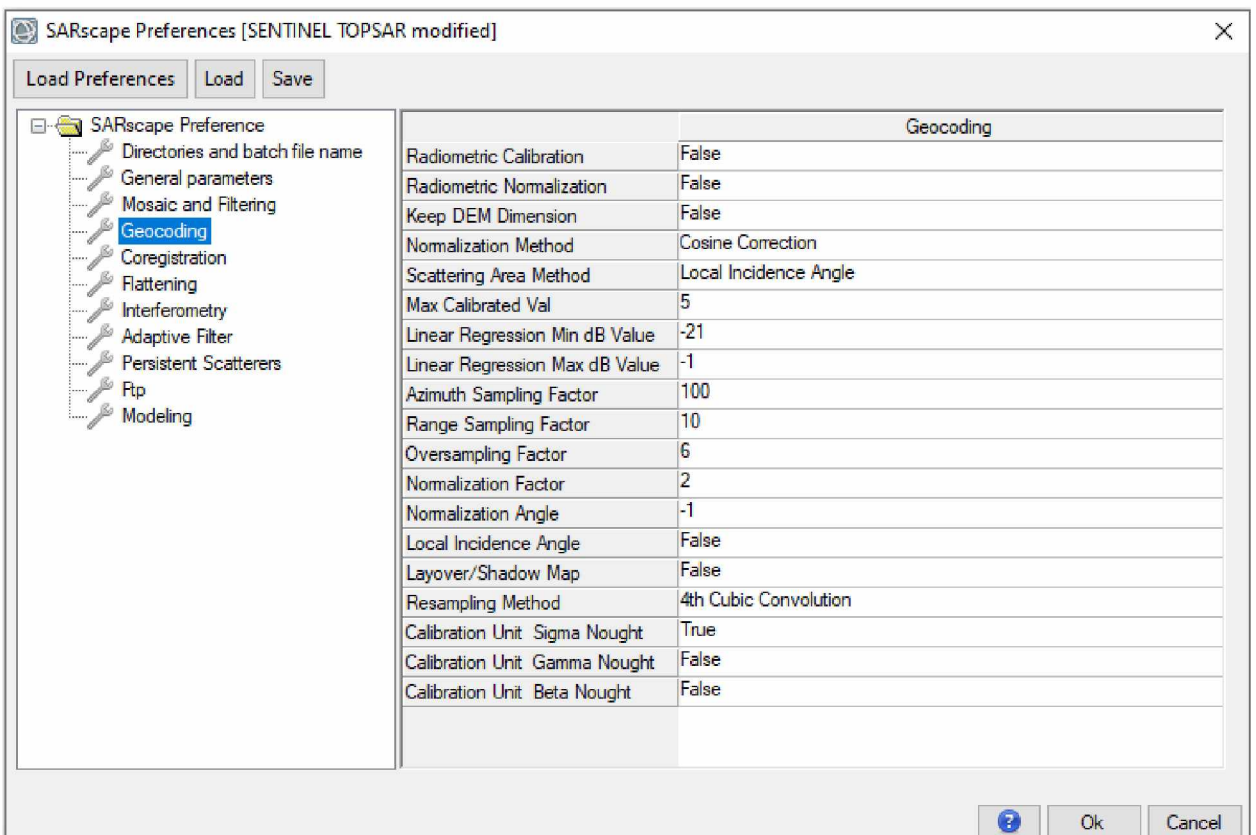 SARscape Preferences [SENTINEL TOPSAR modified]
Load Preferences Load Save
SARscape Preference
Directories and batch file name
General parameters
Mosaic and Filtering
Geocoding
Coregistration
Flattening
Interferometry
Adaptive Filter
Persistent Scatterers
Ftp
Modeling
Geocoding
Radiometric Calibration False
Radiometric Normalization False
Keep DEM Dimension False
Normalization Method Cosine Correction
Scattering Area Method Local Incidence Angle
Max Calibrated Val 5
Linear Regression Min dB Value -21
Linear Regression Max dB Value -1
Azimuth Sampling Factor 100
Range Sampling Factor 10
Oversampling Factor 6
Normalization Factor 2
Normalization Angle -1
Local Incidence Angle False
Layover/Shadow Map False
Resampling Method 4th Cubic Convolution
Calibration Unit Sigma Nought True
Calibration Unit Gamma Nought False
Calibration Unit Beta Nought False
? Ok Cancel